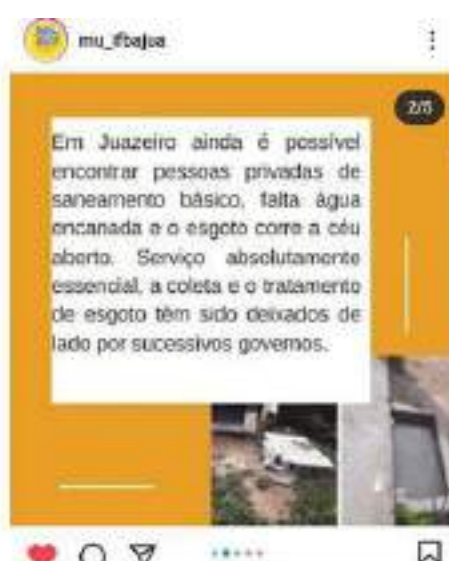 mu_ifbajua
2/5
Em Juazeiro ainda é possível
encontrar pessoas privadas de
saneamento básico, falta água
encanada e o esgoto corre a céu
aberto. Serviço absolutamente
essencial, a coleta e o tratamento
de esgoto têm sido deixados de
lado por sucessivos governos.